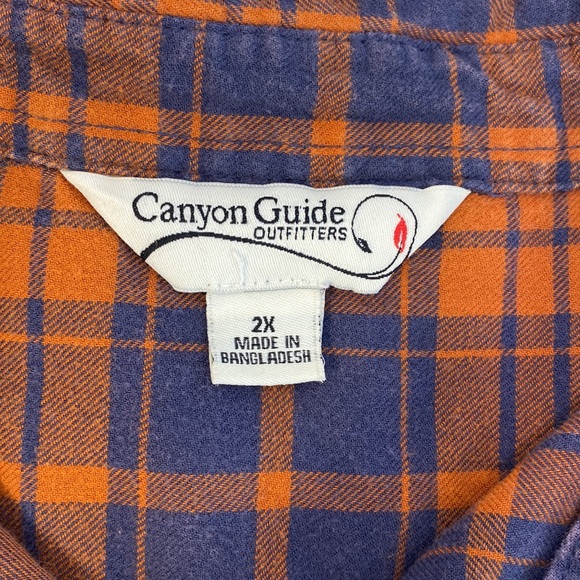 Canyon Guide
OUTFITTERS
2X
MADE IN
BANGLADESH